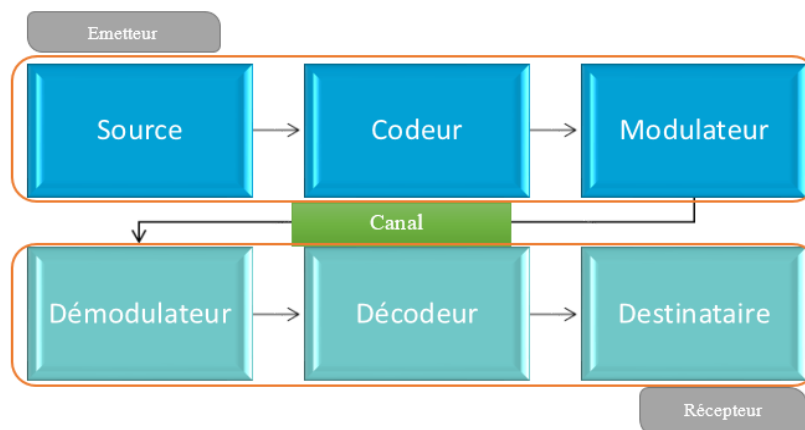 Emetteur
Source
Codeur
Modulateur
Canal
Démodulateur
Décodeur
Destinataire
Récepteur